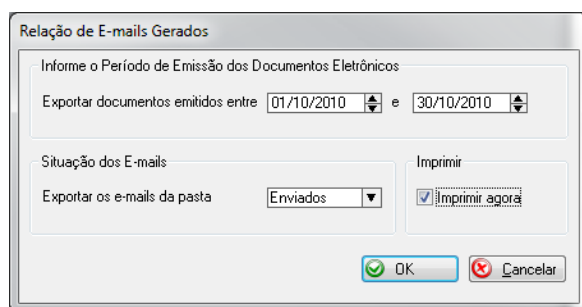 Relação de E-mails Gerados
Informe o Período de Emissão dos Documentos Eletrônicos
Exportar documentos emitidos entre 01/10/2010 e 30/10/2010
Situação dos E-mails
Exportar os e-mails da pasta Enviados
Imprimir
Imprimir agora
OK
Cancelar